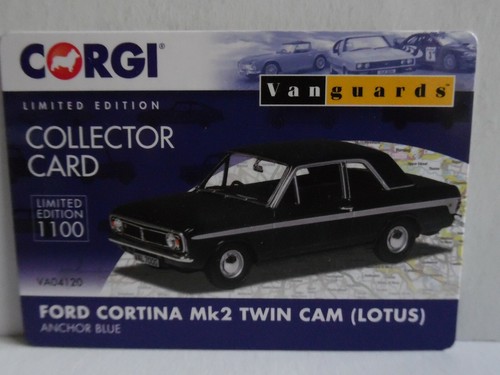 CORGI
Vanguards
LIMITED EDITION
COLLECTOR
CARD
LIMITED
EDITION
1100
VA04120
FORD CORTINA Mk2 TWIN CAM (LOTUS)
ANCHOR BLUE